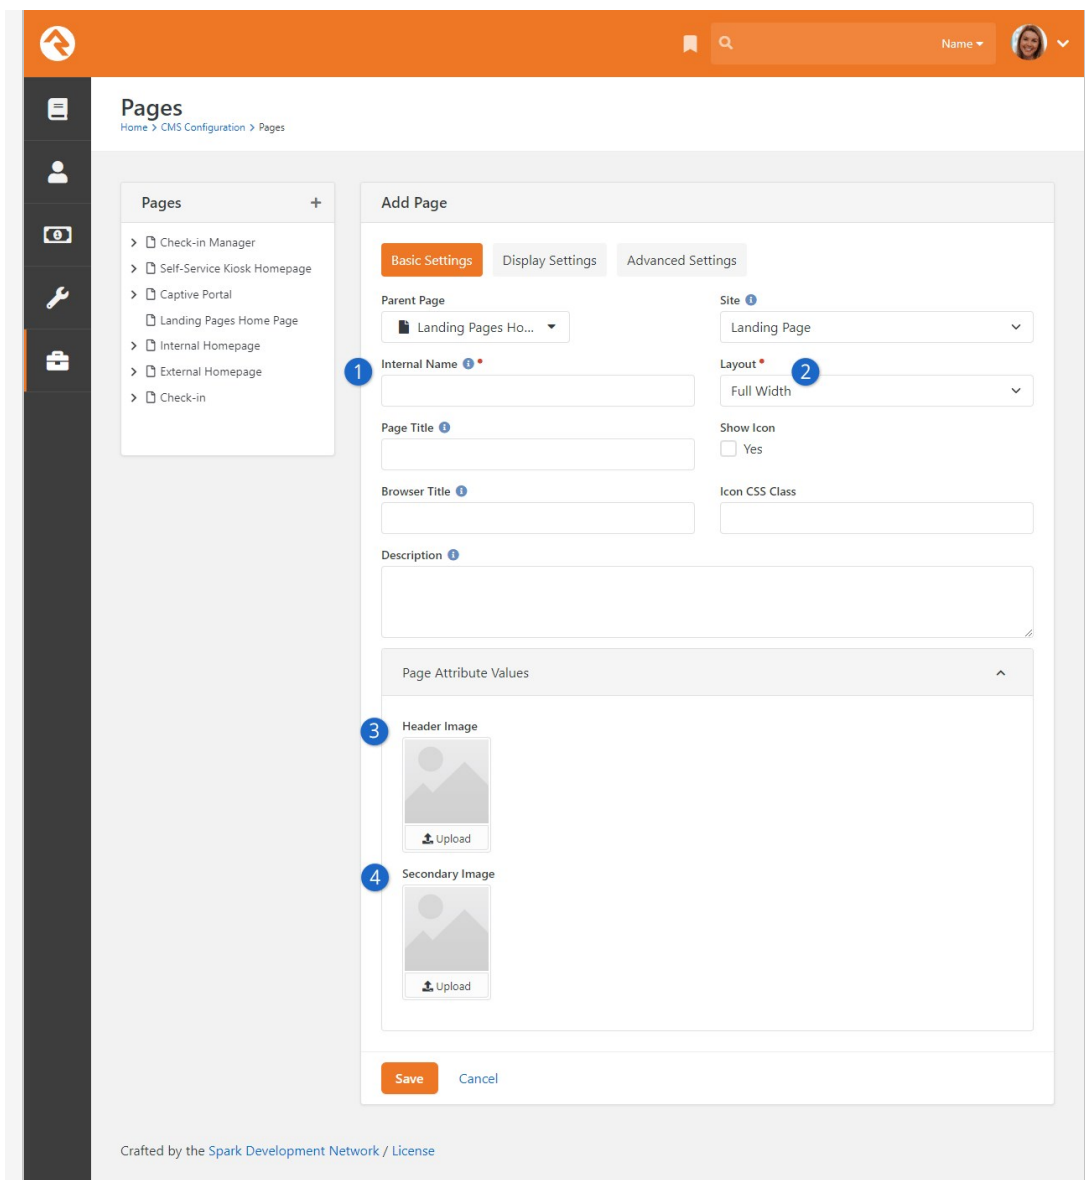 Name
Pages
Home > CMS Configuration > Pages
Pages +
Check-in Manager
Self-Service Kiosk Homepage
Captive Portal
Landing Pages Home Page
Internal Homepage
External Homepage
Check-in
Add Page
Basic Settings Display Settings Advanced Settings
Parent Page Site
Landing Pages Ho... Landing Page
1 Internal Name Layout 2
Full Width
Page Title Show Icon
Yes
Browser Title Icon CSS Class
Description
Page Attribute Values
3 Header Image
Upload
4 Secondary Image
Upload
Save Cancel
Crafted by the Spark Development Network / License